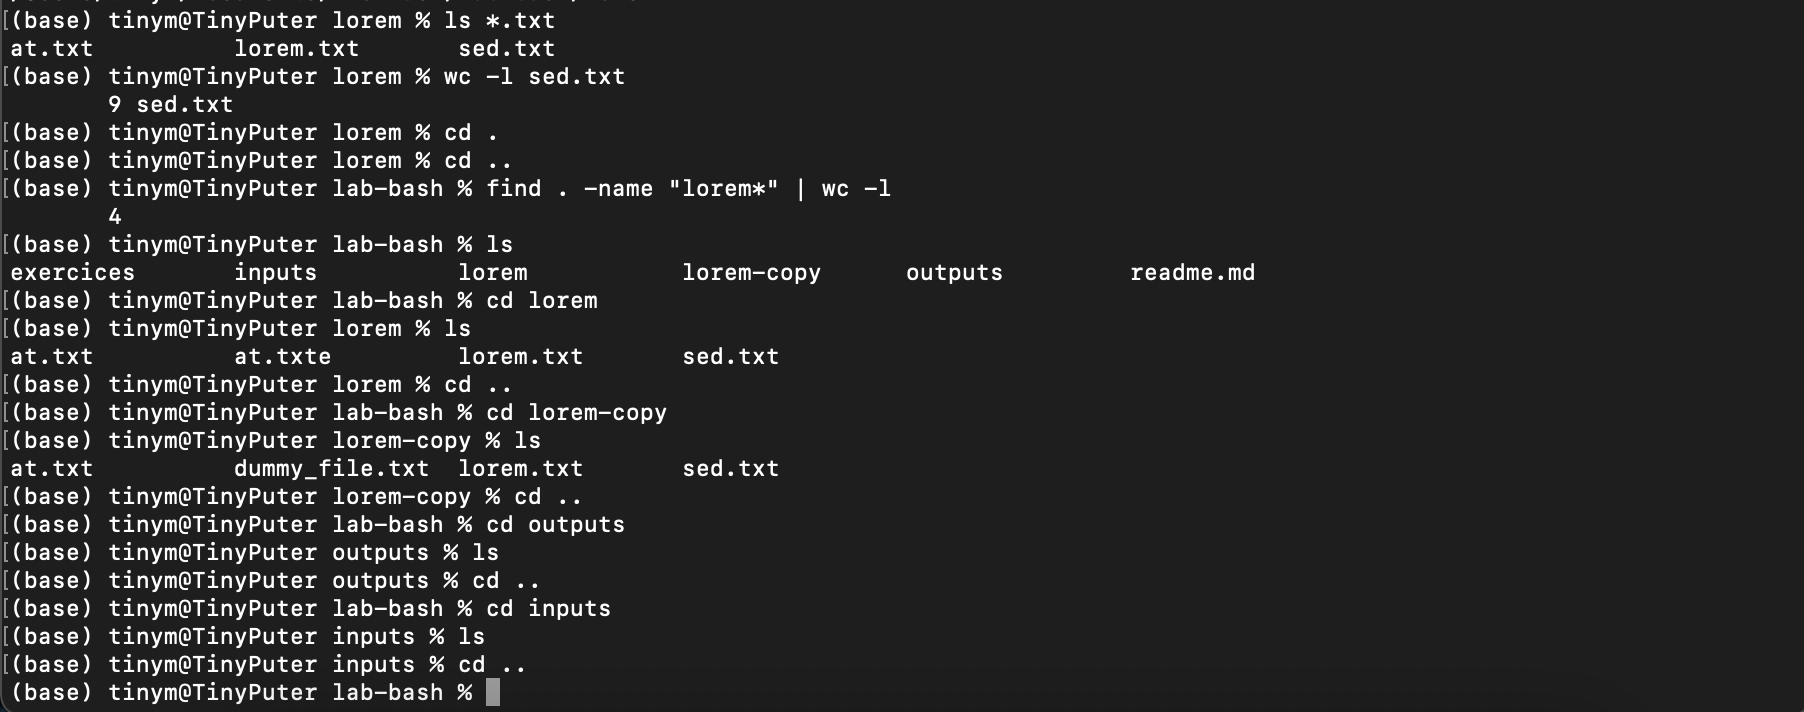 [(base) tinym@TinyPuter lorem % ls *.txt
at.txt          lorem.txt       sed.txt
[(base) tinym@TinyPuter lorem % wc -l sed.txt
       9 sed.txt
[(base) tinym@TinyPuter lorem % cd .
[(base) tinym@TinyPuter lorem % cd ..
[(base) tinym@TinyPuter lab-bash % find . -name "lorem*" | wc -l
       4
[(base) tinym@TinyPuter lab-bash % ls
exercices       inputs          lorem           lorem-copy      outputs         readme.md
[(base) tinym@TinyPuter lab-bash % cd lorem
[(base) tinym@TinyPuter lorem % ls
at.txt          at.txte         lorem.txt       sed.txt
[(base) tinym@TinyPuter lorem % cd ..
[(base) tinym@TinyPuter lab-bash % cd lorem-copy
[(base) tinym@TinyPuter lorem-copy % ls
at.txt          dummy_file.txt  lorem.txt       sed.txt
[(base) tinym@TinyPuter lorem-copy % cd ..
[(base) tinym@TinyPuter lab-bash % cd outputs
[(base) tinym@TinyPuter outputs % ls
[(base) tinym@TinyPuter outputs % cd ..
[(base) tinym@TinyPuter lab-bash % cd inputs
[(base) tinym@TinyPuter inputs % ls
[(base) tinym@TinyPuter inputs % cd ..
(base) tinym@TinyPuter lab-bash %